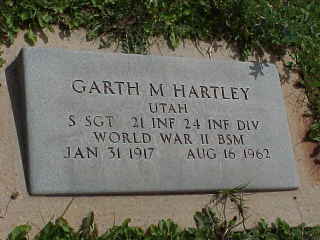 GARTH M HARTLEY
UTAH
S SGT 21 INF 24 INF DIV
WORLD WAR II BSM
JAN 31 1917 AUG 16 1962